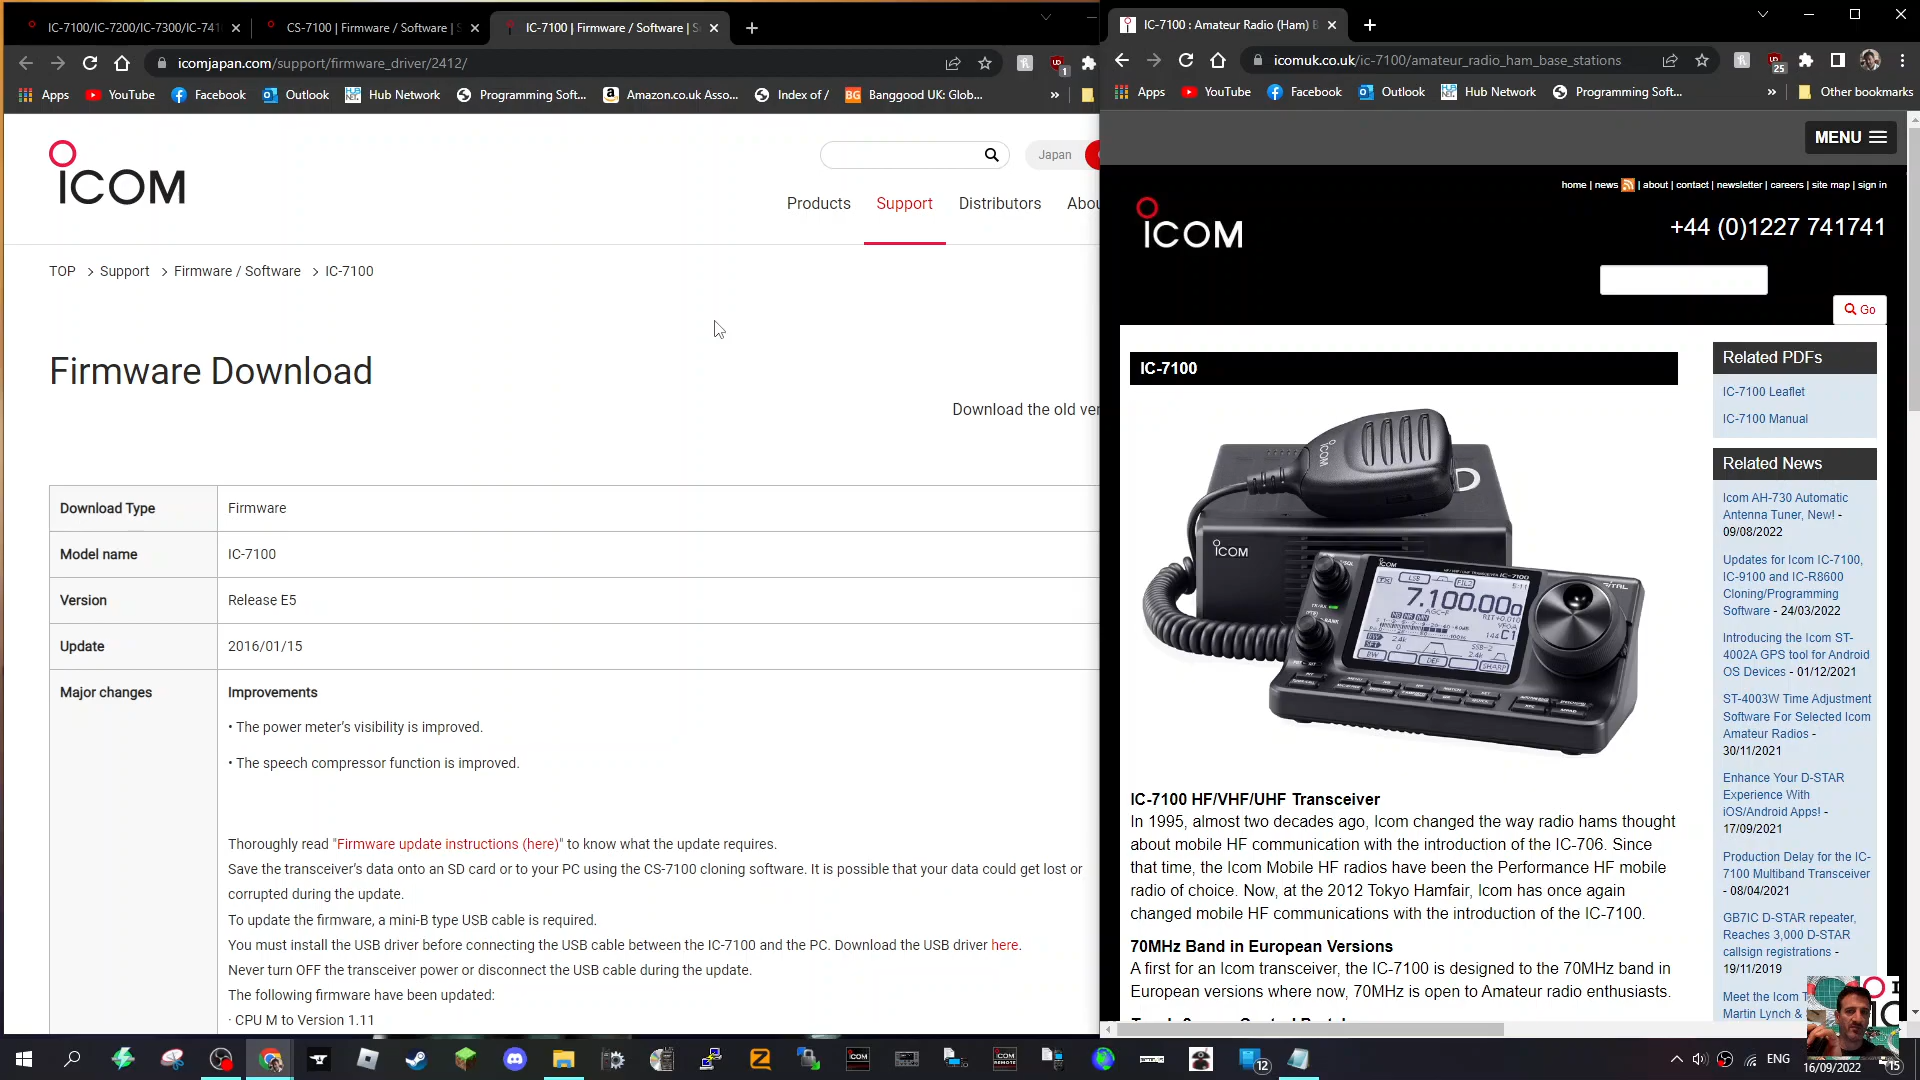 IC-7100/IC-7200/IC-7300/IC-741
CS-7100 | Firmware / Software |
IC-7100 | Firmware / Software | S
icomjapan.com/support/firmware_driver/2412/
Apps
YouTube
Facebook
Outlook
Hub Network
Programming Soft...
Amazon.co.uk Asso...
Index of /
Banggood UK: Glob...
»
ICOM
Japan
Products
Support
Distributors
Abou
TOP > Support > Firmware / Software > IC-7100
Firmware Download
Download the old ver
Download Type
Firmware
Model name
IC-7100
Version
Release E5
Update
2016/01/15
Major changes
Improvements
• The power meter's visibility is improved.
• The speech compressor function is improved.
Thoroughly read "Firmware update instructions (here)" to know what the update requires.
Save the transceiver's data onto an SD card or to your PC using the CS-7100 cloning software. It is possible that your data could get lost or
corrupted during the update.
To update the firmware, a mini-B type USB cable is required.
You must install the USB driver before connecting the USB cable between the IC-7100 and the PC. Download the USB driver here.
Never turn OFF the transceiver power or disconnect the USB cable during the update.
The following firmware have been updated:
· CPU M to Version 1.11
IC-7100 : Amateur Radio (Ham) B
icomuk.co.uk/ic-7100/amateur_radio_ham_base_stations
25
Apps
YouTube
Facebook
Outlook
Hub Network
Programming Soft...
»
Other bookmarks
MENU
home | news | about | contact | newsletter | careers | site map | sign in
ICOM
+44 (0)1227 741741
Go
IC-7100
ICOM
ICOM
7.100.00
IC-7100 HF/VHF/UHF Transceiver
In 1995, almost two decades ago, Icom changed the way radio hams thought
about mobile HF communication with the introduction of the IC-706. Since
that time, the Icom Mobile HF radios have been the Performance HF mobile
radio of choice. Now, at the 2012 Tokyo Hamfair, Icom has once again
changed mobile HF communications with the introduction of the IC-7100.
70MHz Band in European Versions
A first for an Icom transceiver, the IC-7100 is designed to the 70MHz band in
European versions where now, 70MHz is open to Amateur radio enthusiasts.
Related PDFs
IC-7100 Leaflet
IC-7100 Manual
Related News
Icom AH-730 Automatic
Antenna Tuner, New! -
09/08/2022
Updates for Icom IC-7100,
IC-9100 and IC-R8600
Cloning/Programming
Software - 24/03/2022
Introducing the Icom ST-
4002A GPS tool for Android
OS Devices - 01/12/2021
ST-4003W Time Adjustment
Software For Selected Icom
Amateur Radios -
30/11/2021
Enhance Your D-STAR
Experience With
iOS/Android Apps! -
17/09/2021
Production Delay for the IC-
7100 Multiband Transceiver
- 08/04/2021
GB7IC D-STAR repeater,
Reaches 3,000 D-STAR
callsign registrations -
19/11/2019
Meet the Icom T
Martin Lynch &
ENG
16/09/2022
12
15